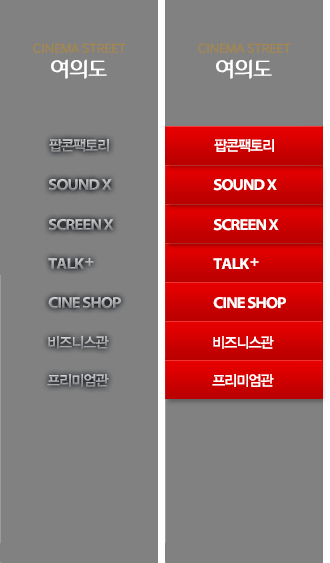 CINEMA STREET
여의도
팝콘팩토리
SOUND X
SCREEN X
TALK+
CINE SHOP
비즈니스관
프리미엄관
CINEMA STREET
여의도
팝콘팩토리
SOUND X
SCREEN X
TALK+
CINE SHOP
비즈니스관
프리미엄관